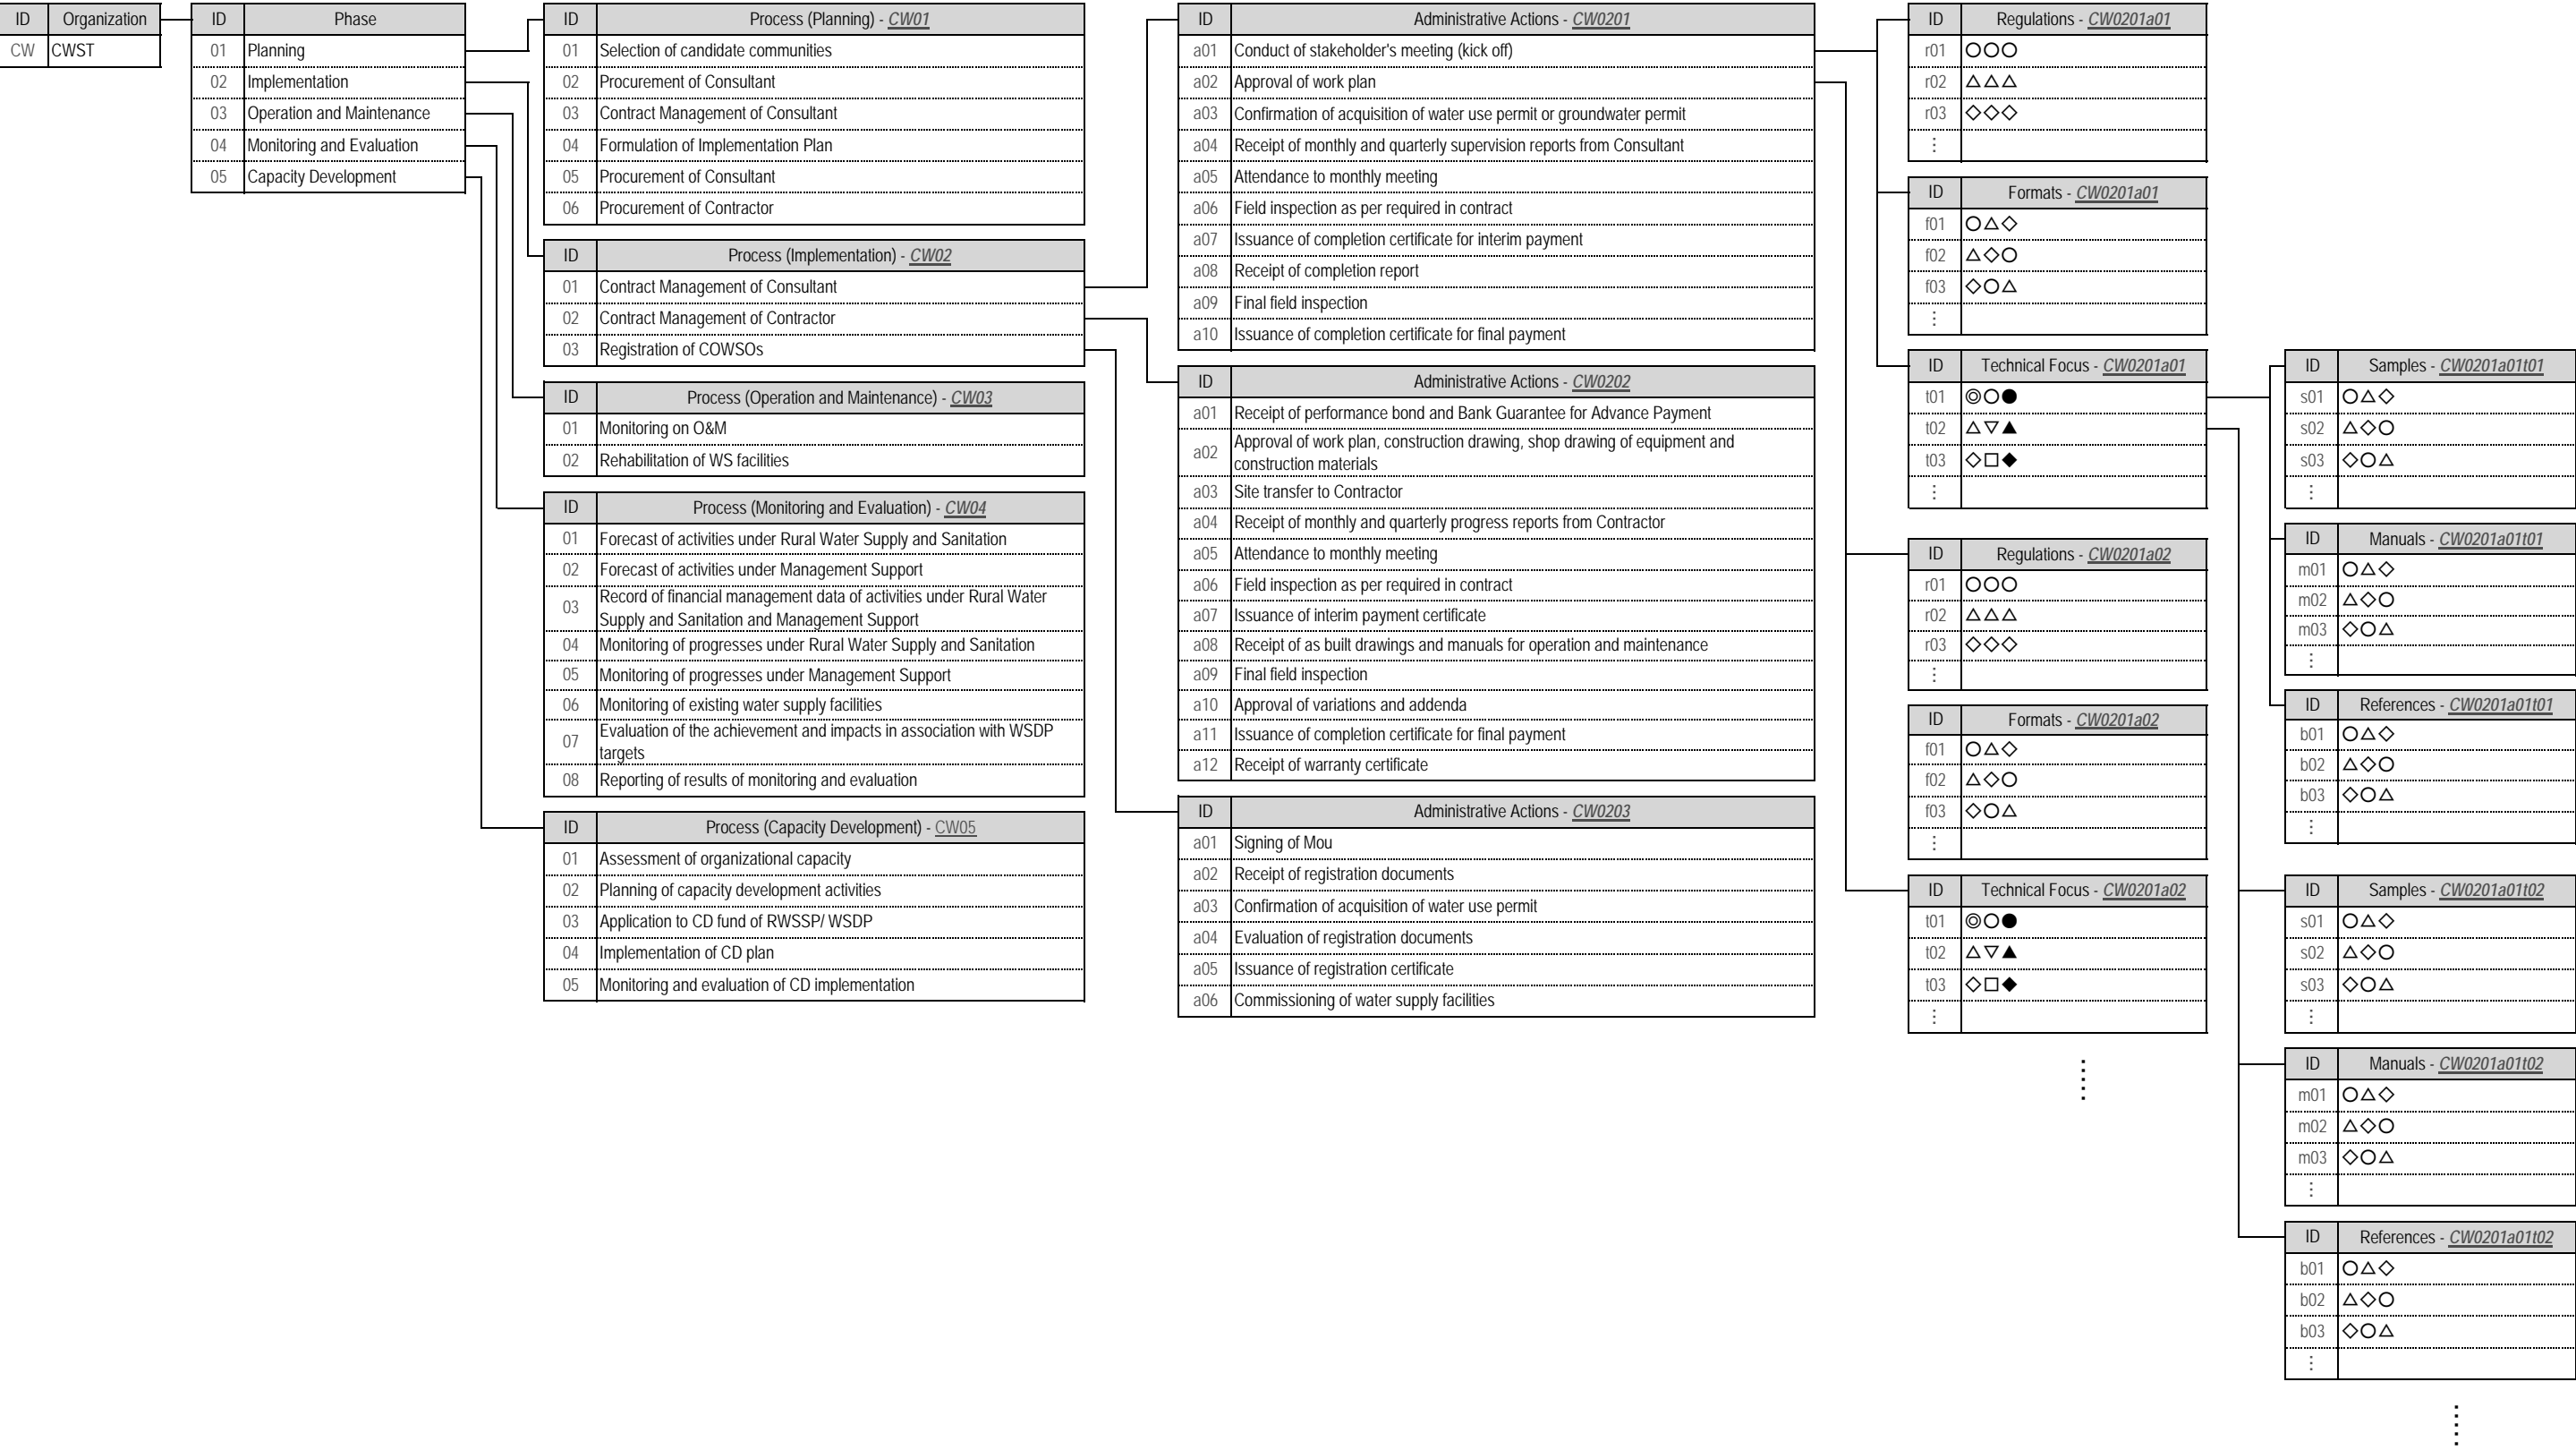 ID Organization
CW CWST
ID Phase
01 Planning
02 Implementation
03 Operation and Maintenance
04 Monitoring and Evaluation
05 Capacity Development
ID Process (Planning) - CW01
01 Selection of candidate communities
02 Procurement of Consultant
03 Contract Management of Consultant
04 Formulation of Implementation Plan
05 Procurement of Consultant
06 Procurement of Contractor
ID Process (Implementation) - CW02
01 Contract Management of Consultant
02 Contract Management of Contractor
03 Registration of COWSOs
ID Process (Operation and Maintenance) - CW03
01 Monitoring on O&M
02 Rehabilitation of WS facilities
ID Process (Monitoring and Evaluation) - CW04
01 Forecast of activities under Rural Water Supply and Sanitation
02 Forecast of activities under Management Support
03 Record of financial management data of activities under Rural Water
Supply and Sanitation and Management Support
04 Monitoring of progresses under Rural Water Supply and Sanitation
05 Monitoring of progresses under Management Support
06 Monitoring of existing water supply facilities
07 Evaluation of the achievement and impacts in association with WSDP
targets
08 Reporting of results of monitoring and evaluation
ID Process (Capacity Development) - CW05
01 Assessment of organizational capacity
02 Planning of capacity development activities
03 Application to CD fund of RWSSP/ WSDP
04 Implementation of CD plan
05 Monitoring and evaluation of CD implementation
ID Administrative Actions - CW0201
a01 Conduct of stakeholder's meeting (kick off)
a02 Approval of work plan
a03 Confirmation of acquisition of water use permit or groundwater permit
a04 Receipt of monthly and quarterly supervision reports from Consultant
a05 Attendance to monthly meeting
a06 Field inspection as per required in contract
a07 Issuance of completion certificate for interim payment
a08 Receipt of completion report
a09 Final field inspection
a10 Issuance of completion certificate for final payment
ID Administrative Actions - CW0202
a01 Receipt of performance bond and Bank Guarantee for Advance Payment
a02 Approval of work plan, construction drawing, shop drawing of equipment and
construction materials
a03 Site transfer to Contractor
a04 Receipt of monthly and quarterly progress reports from Contractor
a05 Attendance to monthly meeting
a06 Field inspection as per required in contract
a07 Issuance of interim payment certificate
a08 Receipt of as built drawings and manuals for operation and maintenance
a09 Final field inspection
a10 Approval of variations and addenda
a11 Issuance of completion certificate for final payment
a12 Receipt of warranty certificate
ID Administrative Actions - CW0203
a01 Signing of Mou
a02 Receipt of registration documents
a03 Confirmation of acquisition of water use permit
a04 Evaluation of registration documents
a05 Issuance of registration certificate
a06 Commissioning of water supply facilities
ID Regulations - CW0201a01
r01 ○○○
r02 △△△
r03 ◇◇◇
⋮
ID Formats - CW0201a01
f01 ○△◇
f02 △◇○
f03 ◇○△
⋮
ID Technical Focus - CW0201a01
t01 ◎○●
t02 △▽▲
t03 ◇□◆
⋮
ID Regulations - CW0201a02
r01 ○○○
r02 △△△
r03 ◇◇◇
⋮
ID Formats - CW0201a02
f01 ○△◇
f02 △◇○
f03 ◇○△
⋮
ID Technical Focus - CW0201a02
t01 ◎○●
t02 △▽▲
t03 ◇□◆
⋮
ID Samples - CW0201a01t01
s01 ○△◇
s02 △◇○
s03 ◇○△
⋮
ID Manuals - CW0201a01t01
m01 ○△◇
m02 △◇○
m03 ◇○△
⋮
ID References - CW0201a01t01
b01 ○△◇
b02 △◇○
b03 ◇○△
⋮
ID Samples - CW0201a01t02
s01 ○△◇
s02 △◇○
s03 ◇○△
⋮
ID Manuals - CW0201a01t02
m01 ○△◇
m02 △◇○
m03 ◇○△
⋮
ID References - CW0201a01t02
b01 ○△◇
b02 △◇○
b03 ◇○△
⋮